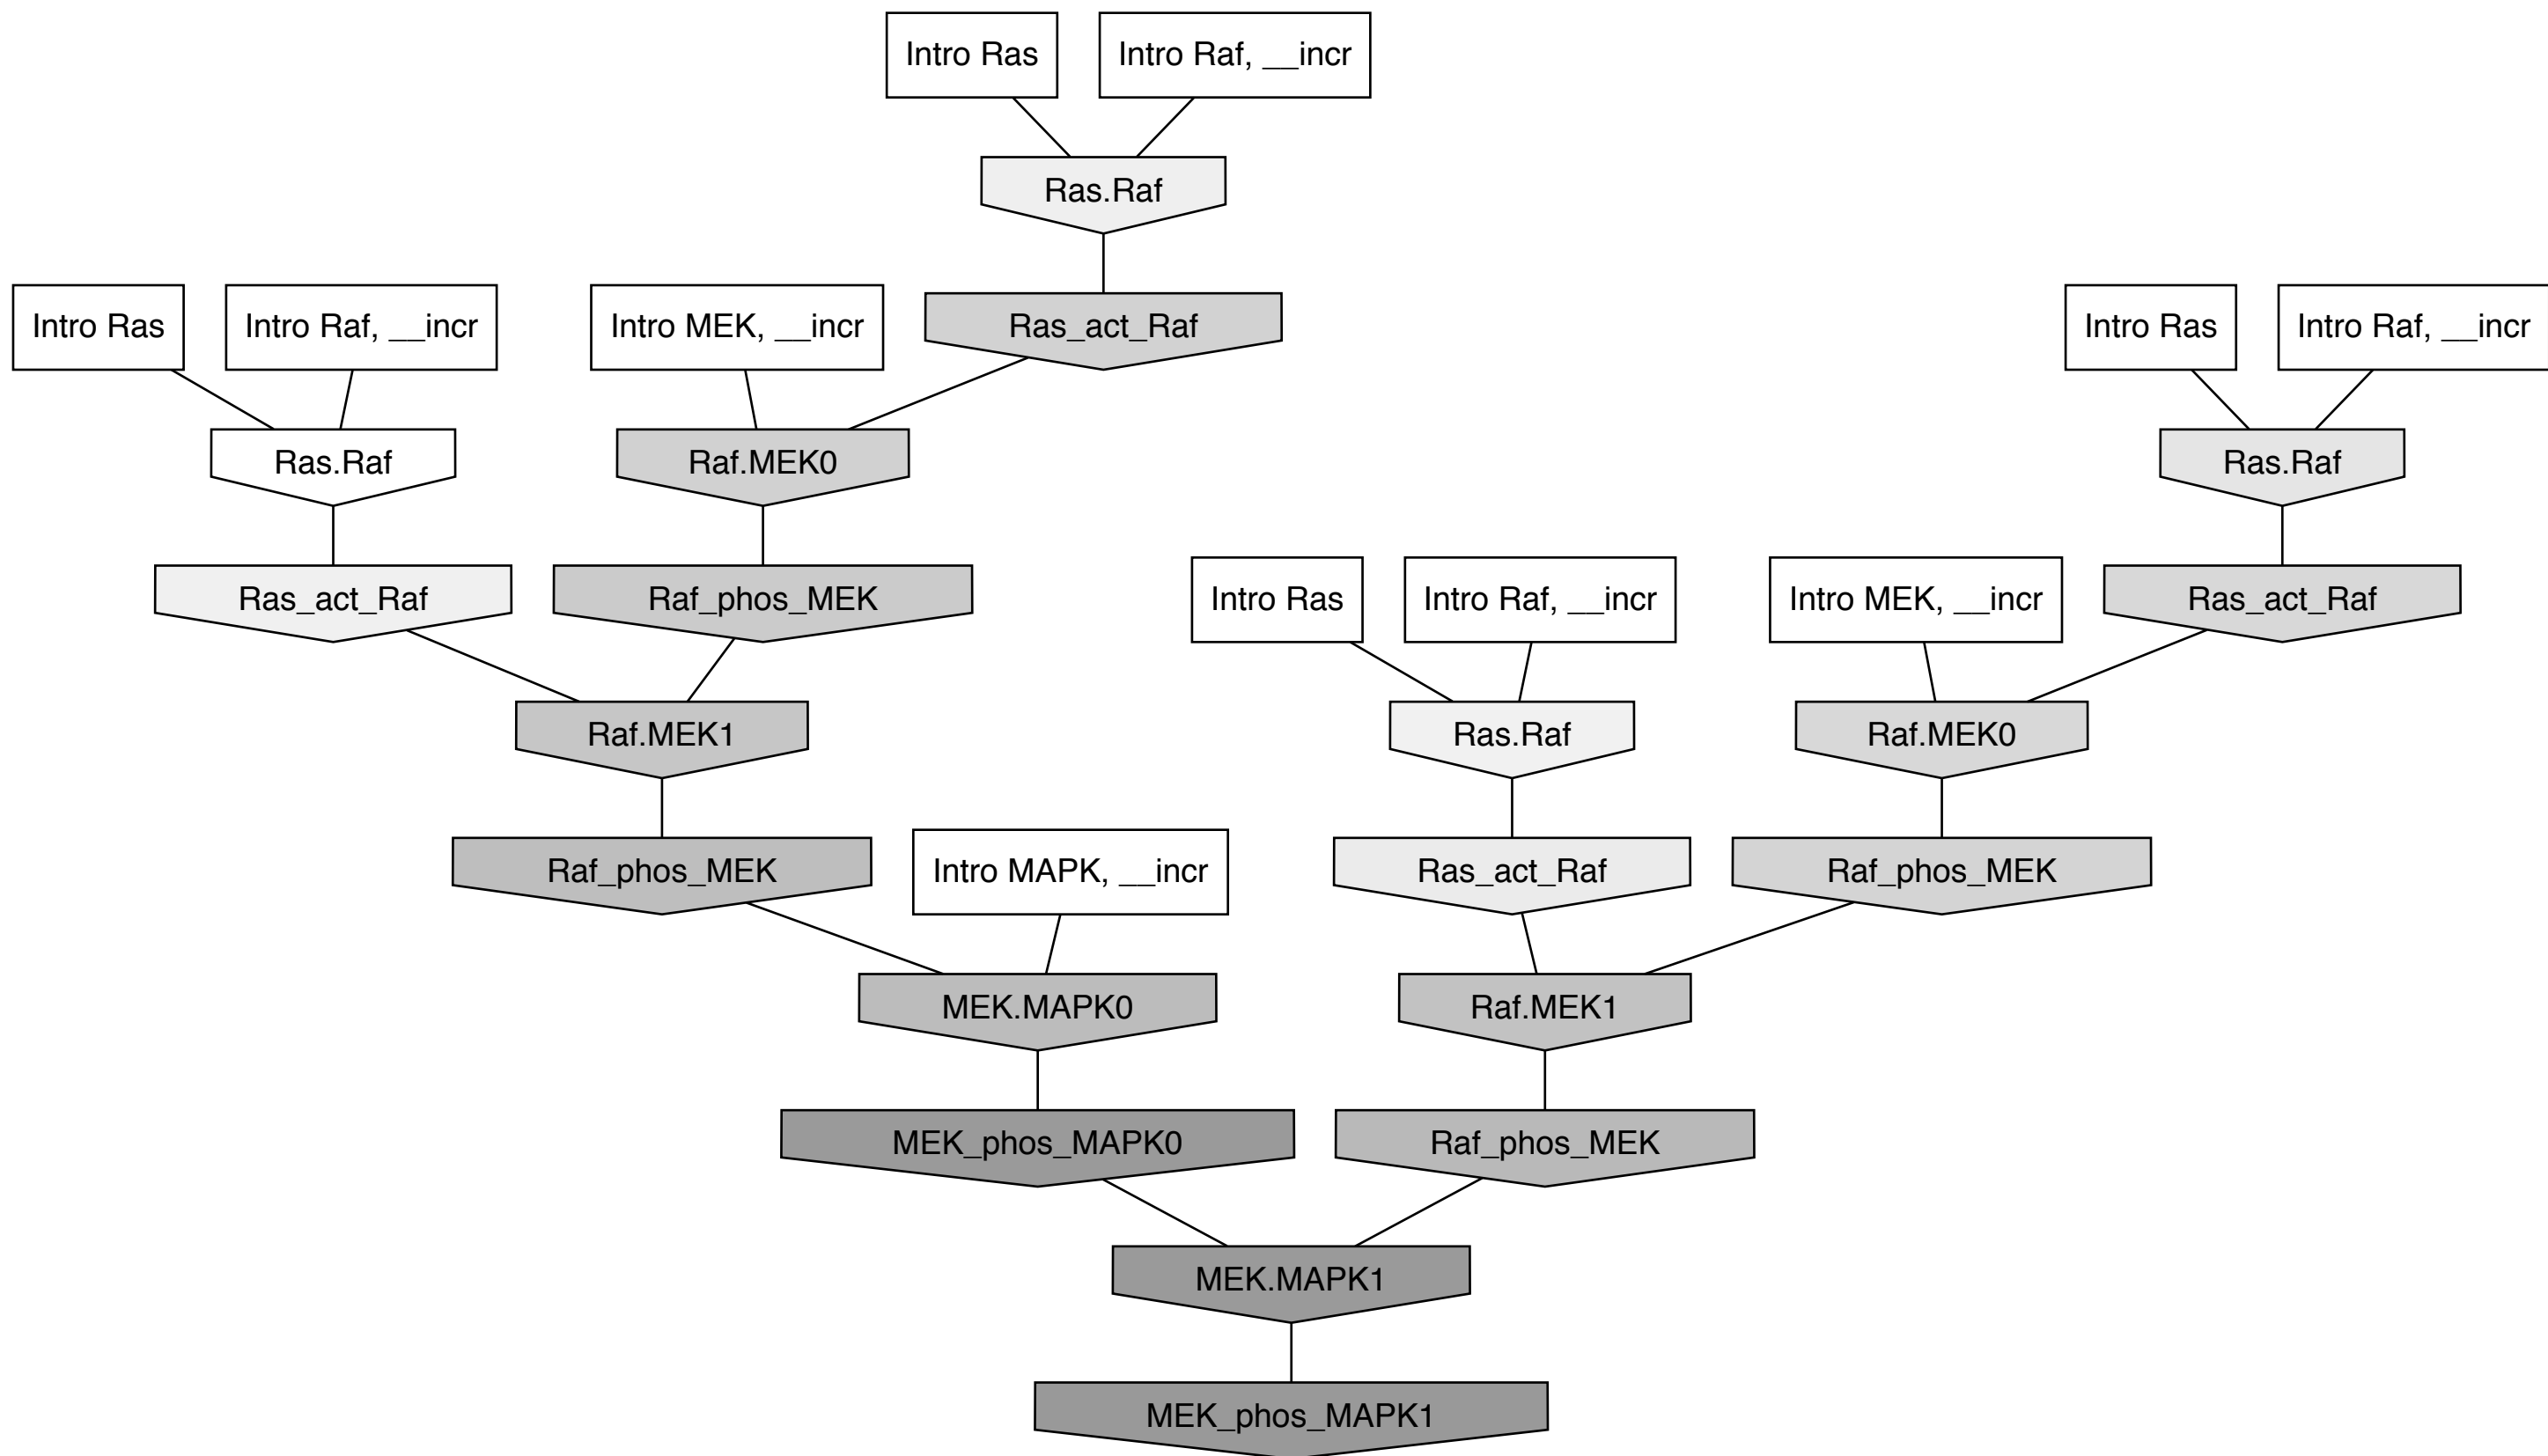 Intro Ras
Intro Raf, __incr
Ras.Raf
Intro Ras
Intro Raf, __incr
Intro MEK, __incr
Ras_act_Raf
Intro Ras
Intro Raf, __incr
Ras.Raf
Raf.MEK0
Ras.Raf
Ras_act_Raf
Raf_phos_MEK
Intro Ras
Intro Raf, __incr
Intro MEK, __incr
Ras_act_Raf
Raf.MEK1
Ras.Raf
Raf.MEK0
Raf_phos_MEK
Intro MAPK, __incr
Ras_act_Raf
Raf_phos_MEK
MEK.MAPK0
Raf.MEK1
MEK_phos_MAPK0
Raf_phos_MEK
MEK.MAPK1
MEK_phos_MAPK1